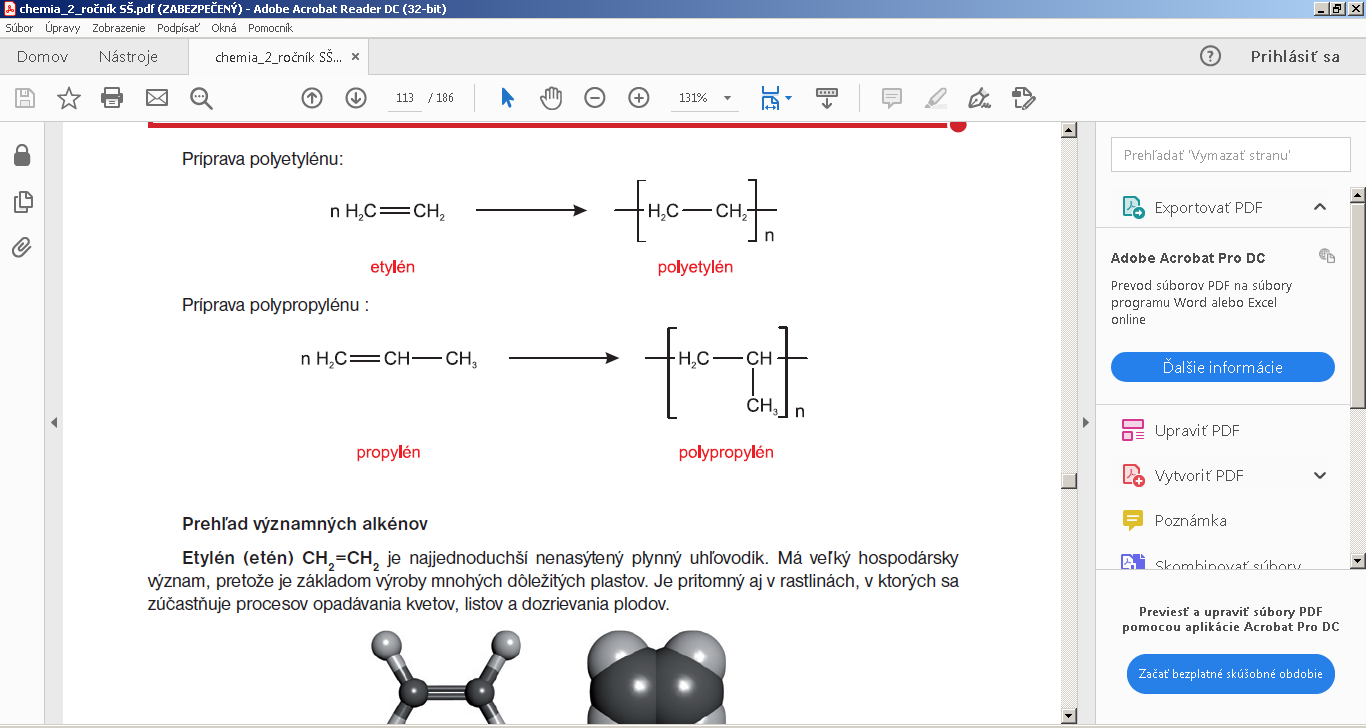 chemia_2_ročník SŠ.pdf (ZABEZPEČENÝ) - Adobe Acrobat Reader DC (32-bit)
Súbor Úpravy Zobrazenie Podpísať Okná Pomocník
Domov Nástroje chemia_2_ročník SŠ... × Prihlásiť sa
113 / 186 131%
Príprava polyetylénu:
n H₂C=CH₂ → [H₂C—CH₂]n
etylén polyetylén
Príprava polypropylénu :
n H₂C=CH—CH₃ → [H₂C—CH
CH₃]n
propylén polypropylén
Prehľad významných alkénov
Etylén (etén) CH₂=CH₂ je najjednoduchší nenasýtený plynný uhľovodík. Má veľký hospodársky
význam, pretože je základom výroby mnohých dôležitých plastov. Je prítomný aj v rastlinách, v ktorých sa
zúčastňuje procesov opadávania kvetov, listov a dozrievania plodov.
Prehľadať 'Vymazať stranu'
Exportovať PDF
Adobe Acrobat Pro DC
Prevod súborov PDF na súbory
programu Word alebo Excel
online
Ďalšie informácie
Upraviť PDF
Vytvoriť PDF
Poznámka
Skombinovať súbory
Previesť a upraviť súbory PDF
pomocou aplikácie Acrobat Pro DC
Začať bezplatné skúšobné obdobie